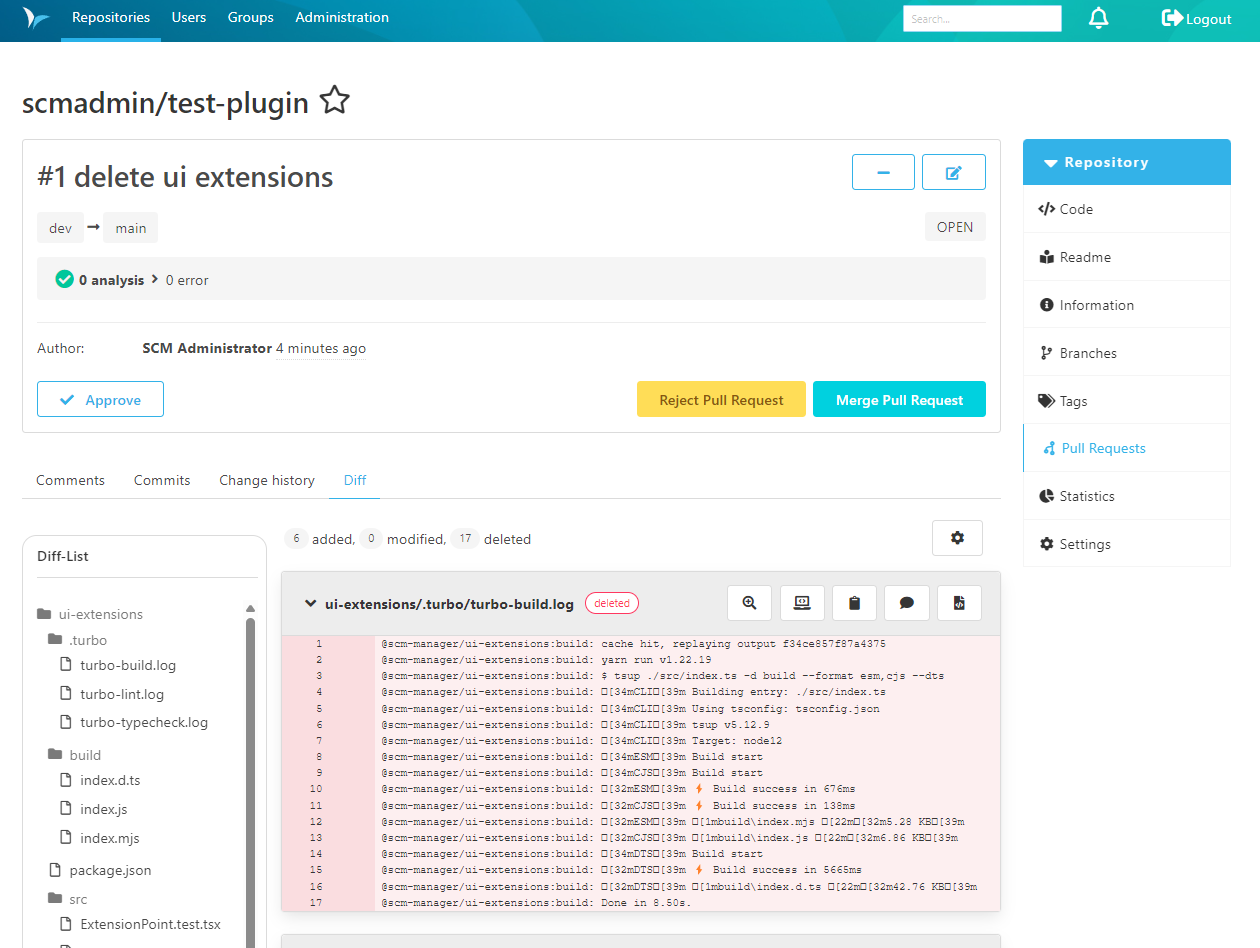 Repositories Users Groups Administration Search... Logout
scmadmin/test-plugin
#1 delete ui extensions
dev → main OPEN
0 analysis > 0 error
Author: SCM Administrator 4 minutes ago
Approve Reject Pull Request Merge Pull Request
Comments Commits Change history Diff
Diff-List
ui-extensions
.turbo
turbo-build.log
turbo-lint.log
turbo-typecheck.log
build
index.d.ts
index.js
index.mjs
package.json
src
ExtensionPoint.test.tsx
6 added, 0 modified, 17 deleted
ui-extensions/.turbo/turbo-build.log deleted
1 @scm-manager/ui-extensions:build: cache hit, replaying output f34ce857f87a4375
2 @scm-manager/ui-extensions:build: yarn run v1.22.19
3 @scm-manager/ui-extensions:build: $ tsup ./src/index.ts -d build --format esm,cjs --dts
4 @scm-manager/ui-extensions:build: □[34mCLI□[39m Building entry: ./src/index.ts
5 @scm-manager/ui-extensions:build: □[34mCLI□[39m Using tsconfig: tsconfig.json
6 @scm-manager/ui-extensions:build: □[34mCLI□[39m tsup v5.12.9
7 @scm-manager/ui-extensions:build: □[34mCLI□[39m Target: node12
8 @scm-manager/ui-extensions:build: □[34mESM□[39m Build start
9 @scm-manager/ui-extensions:build: □[34mCJS□[39m Build start
10 @scm-manager/ui-extensions:build: □[32mESM□[39m ⚡ Build success in 676ms
11 @scm-manager/ui-extensions:build: □[32mCJS□[39m ⚡ Build success in 138ms
12 @scm-manager/ui-extensions:build: □[32mESM□[39m □[1mbuild\index.mjs □[22m□[32m5.28 KB□[39m
13 @scm-manager/ui-extensions:build: □[32mCJS□[39m □[1mbuild\index.js □[22m□[32m6.86 KB□[39m
14 @scm-manager/ui-extensions:build: □[34mDTS□[39m Build start
15 @scm-manager/ui-extensions:build: □[32mDTS□[39m ⚡ Build success in 5665ms
16 @scm-manager/ui-extensions:build: □[32mDTS□[39m □[1mbuild\index.d.ts □[22m□[32m42.76 KB□[39m
17 @scm-manager/ui-extensions:build: Done in 8.50s.
Repository
Code
Readme
Information
Branches
Tags
Pull Requests
Statistics
Settings